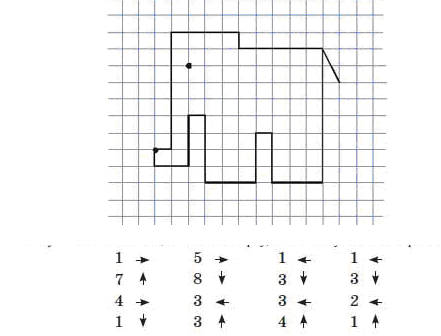 1 → 5 → 1 ← 1 ←
7 ↑ 8 ↓ 3 ↓ 3 ↓
4 → 3 ← 3 ← 2 ←
1 ↓ 3 ↑ 4 ↑ 1 ↑